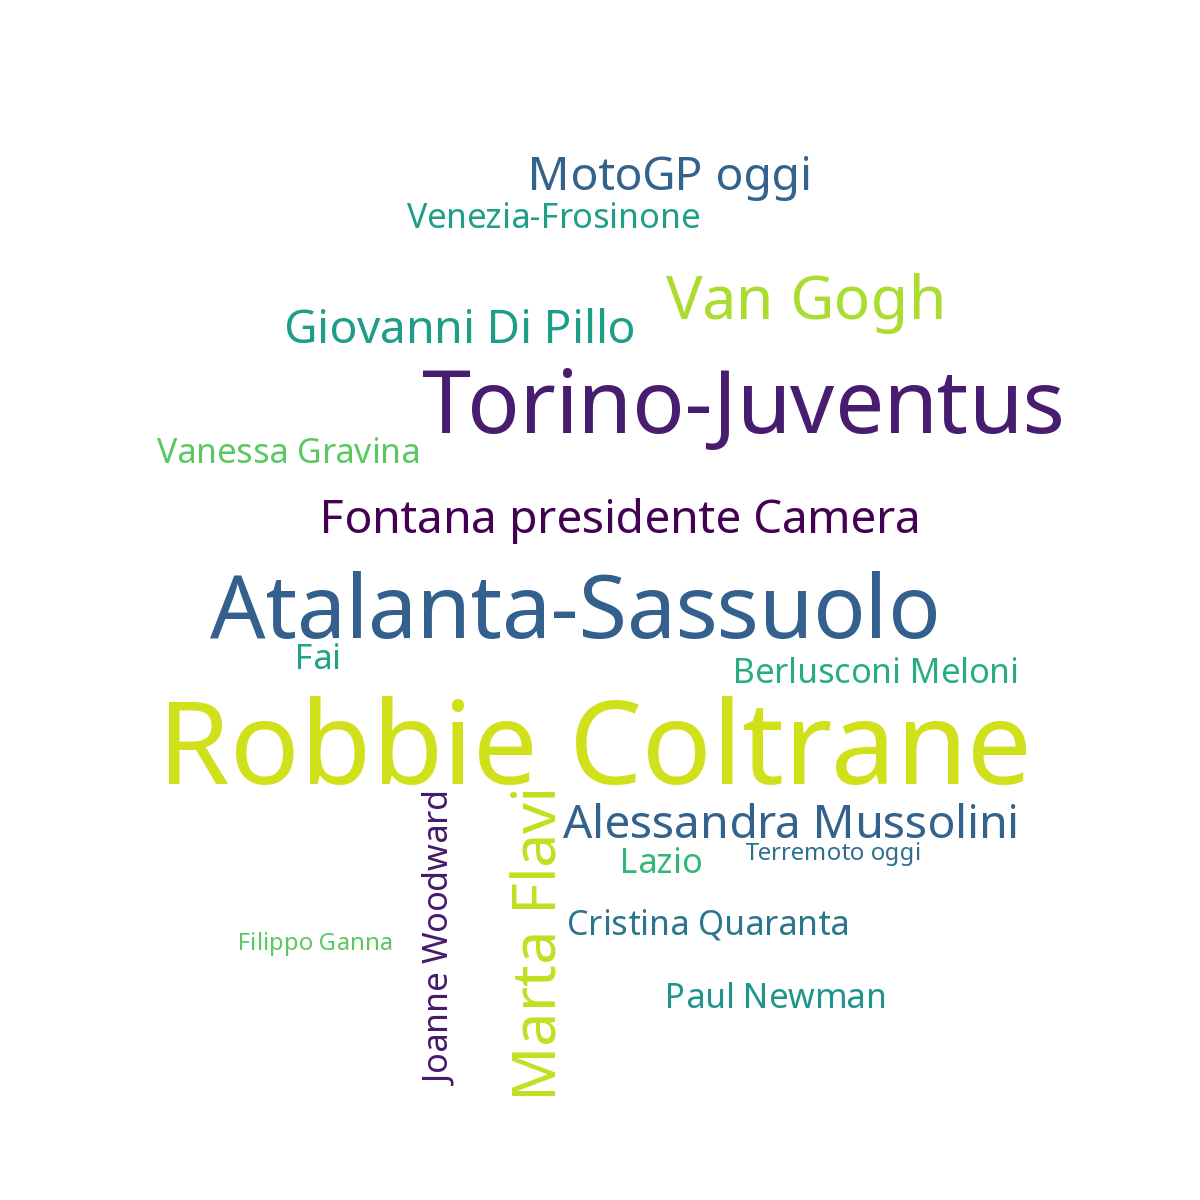 MotoGP oggi
Venezia-Frosinone
Van Gogh
Giovanni Di Pillo
Torino-Juventus
Vanessa Gravina
Fontana presidente Camera
Atalanta-Sassuolo
Fai
Berlusconi Meloni
Robbie Coltrane
Joanne Woodward
Marta Flavi
Alessandra Mussolini
Terremoto oggi
Lazio
Cristina Quaranta
Filippo Ganna
Paul Newman